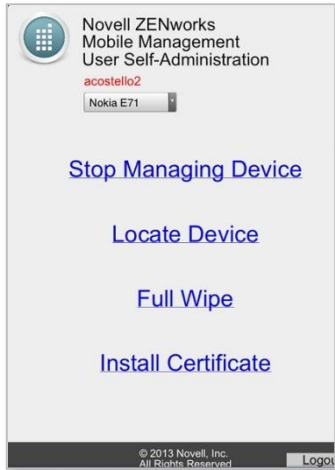 Novell ZENworks
Mobile Management
User Self-Administration
acostello2
Nokia E71
Stop Managing Device
Locate Device
Full Wipe
Install Certificate
© 2013 Novell, Inc.
All Rights Reserved
Logou